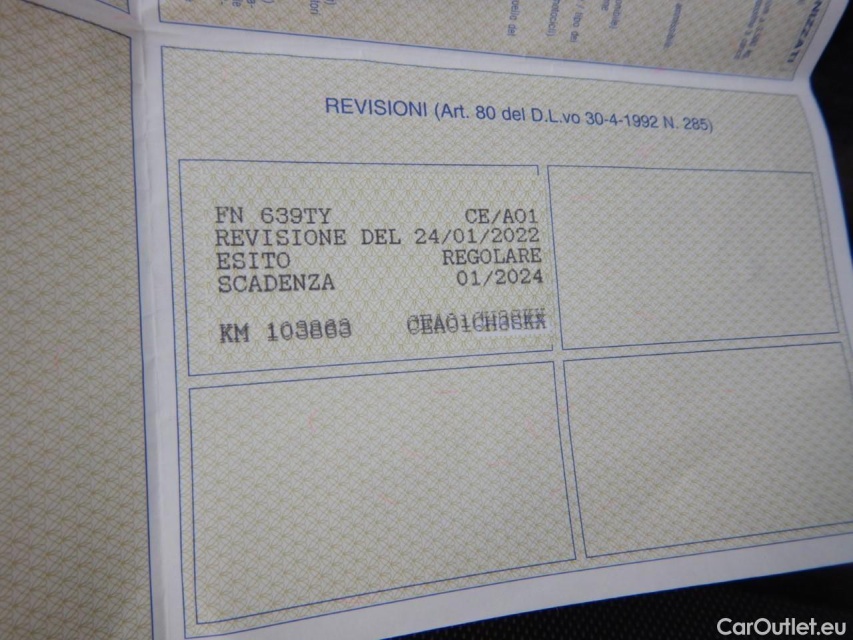 NIZZATI
REVISIONI (Art. 80 del D.L.vo 30-4-1992 N. 285)
FN 639TY CE/A01
REVISIONE DEL 24/01/2022
ESITO REGOLARE
SCADENZA 01/2024
KM
CarOutlet.eu